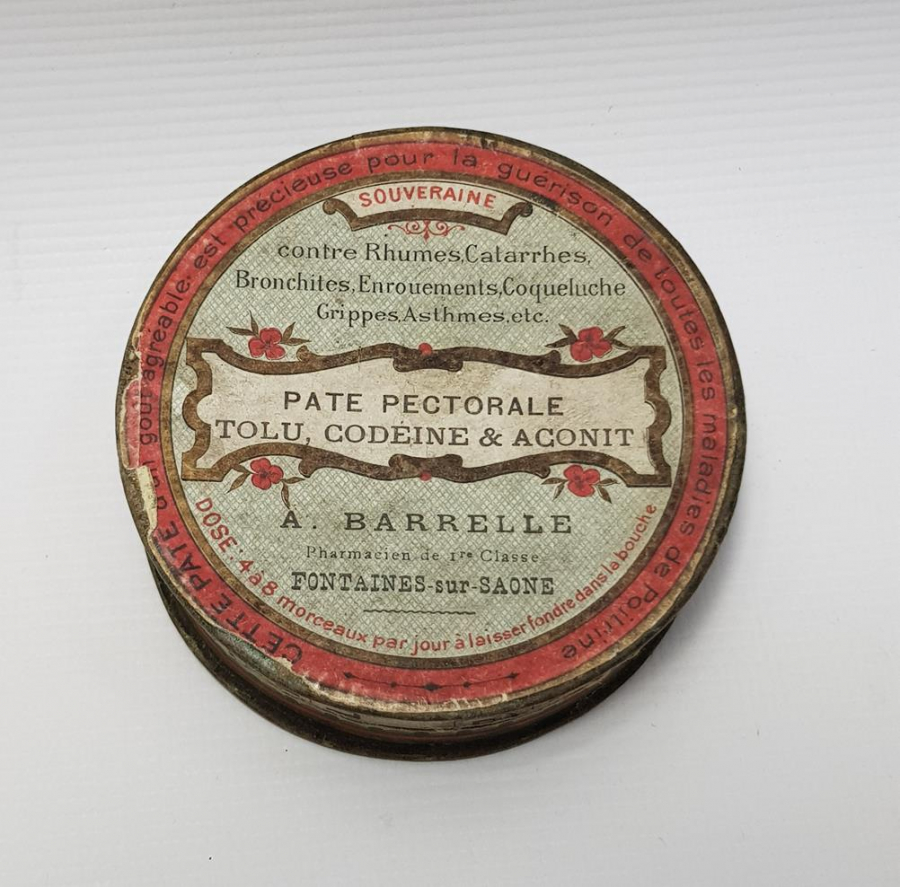 CETTE PATE d'un goût agréable. est précieuse pour la guérison de toutes les maladies de Poitrine
SOUVERAINE
contre Rhumes, Catarrhes,
Bronchites, Enrouements, Coqueluche
Grippes, Asthmes, etc.
PATE PECTORALE
TOLU, CODÉINE & ACONIT
A. BARRELLE
Pharmacien de 1re Classe
FONTAINES-sur-SAONE
DOSE: 4 à 8 morceaux par jour à laisser fondre dans la bouche